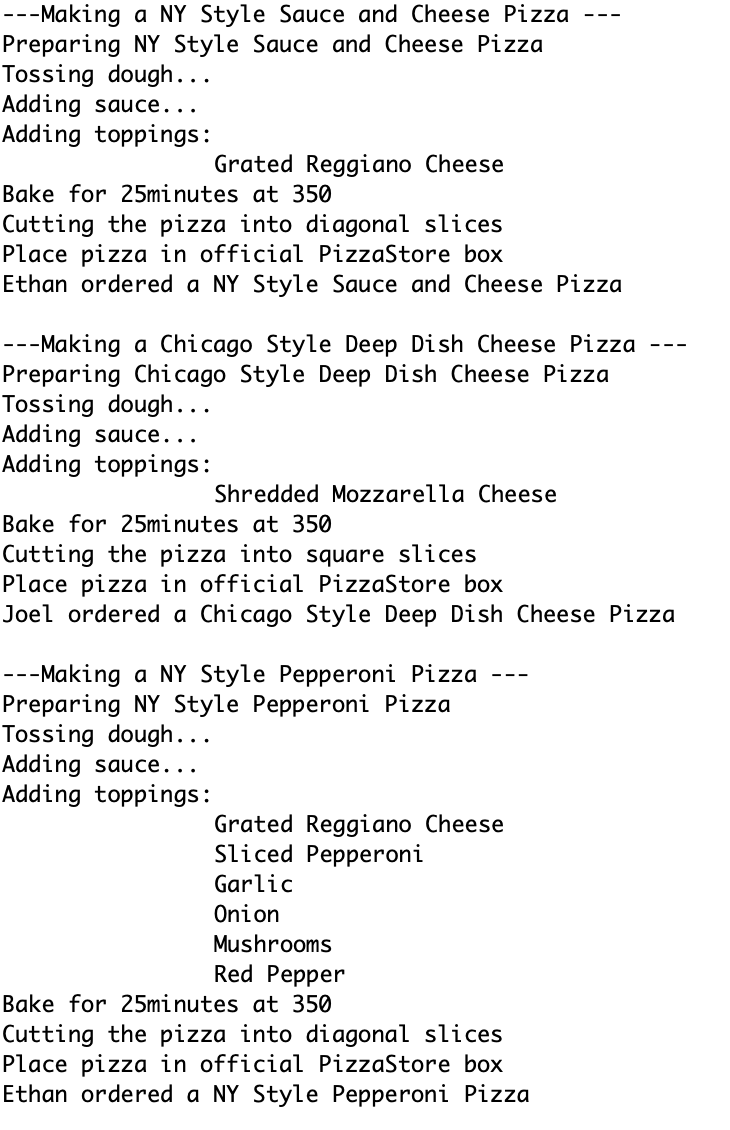 ---Making a NY Style Sauce and Cheese Pizza ---
Preparing NY Style Sauce and Cheese Pizza
Tossing dough...
Adding sauce...
Adding toppings:
Grated Reggiano Cheese
Bake for 25minutes at 350
Cutting the pizza into diagonal slices
Place pizza in official PizzaStore box
Ethan ordered a NY Style Sauce and Cheese Pizza

---Making a Chicago Style Deep Dish Cheese Pizza ---
Preparing Chicago Style Deep Dish Cheese Pizza
Tossing dough...
Adding sauce...
Adding toppings:
Shredded Mozzarella Cheese
Bake for 25minutes at 350
Cutting the pizza into square slices
Place pizza in official PizzaStore box
Joel ordered a Chicago Style Deep Dish Cheese Pizza

---Making a NY Style Pepperoni Pizza ---
Preparing NY Style Pepperoni Pizza
Tossing dough...
Adding sauce...
Adding toppings:
Grated Reggiano Cheese
Sliced Pepperoni
Garlic
Onion
Mushrooms
Red Pepper
Bake for 25minutes at 350
Cutting the pizza into diagonal slices
Place pizza in official PizzaStore box
Ethan ordered a NY Style Pepperoni Pizza